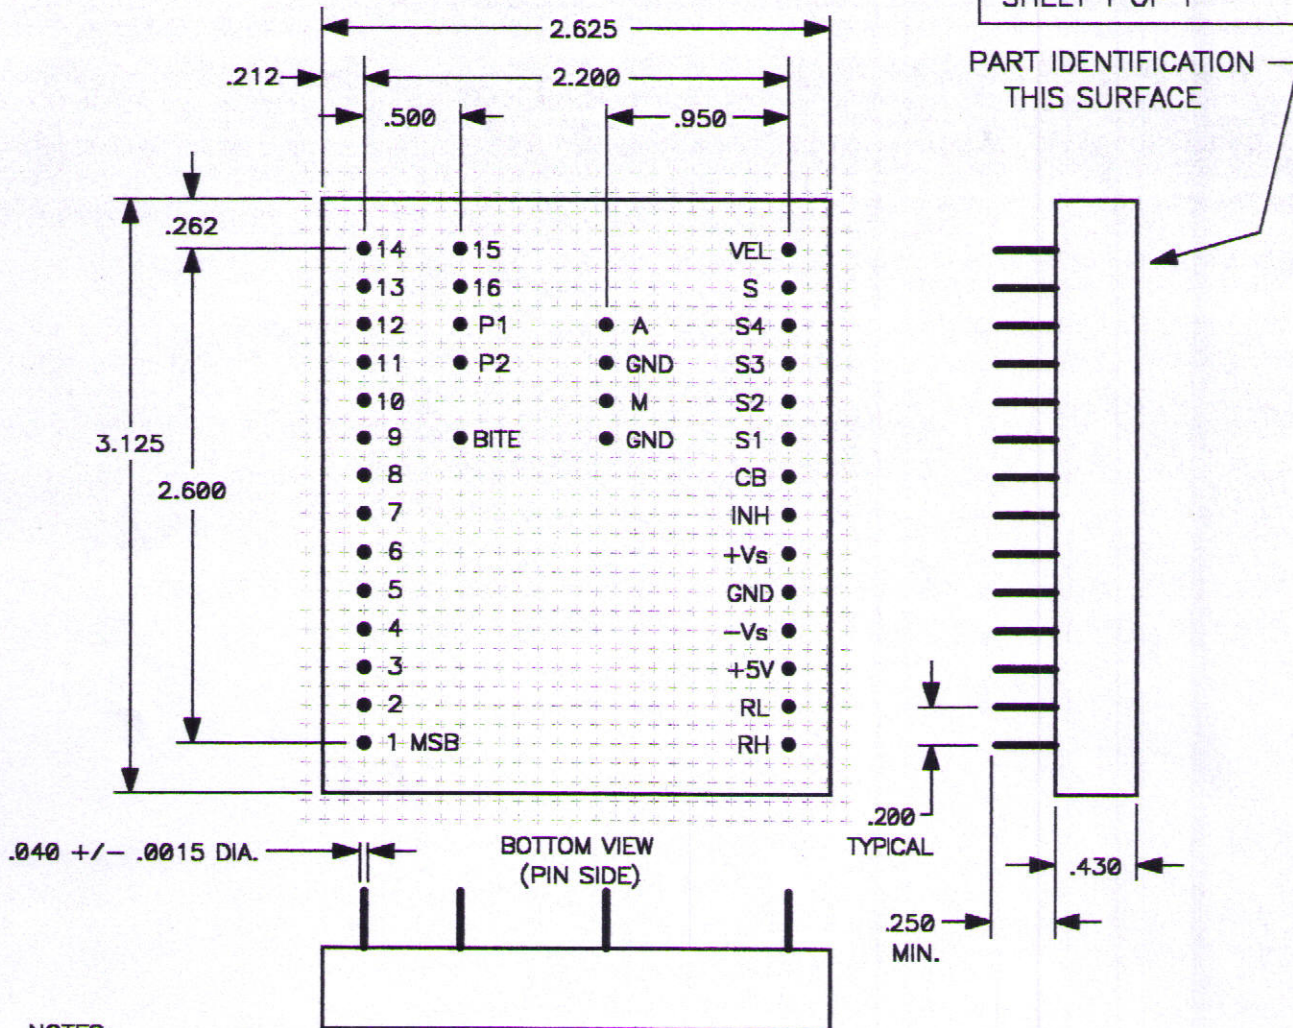 SHEET 1 OF 1
2.625
PART IDENTIFICATION
THIS SURFACE
.212
2.200
.500
.950
.262
14
15
VEL
13
16
S
12
P1
A
S4
11
P2
GND
S3
10
M
S2
3.125
9
BITE
GND
S1
8
CB
2.600
7
INH
6
+Vs
5
GND
4
-Vs
3
+5V
2
RL
1 MSB
RH
.200
TYPICAL
.040 +/- .0015 DIA.
BOTTOM VIEW
(PIN SIDE)
.430
.250
MIN.
NOTES